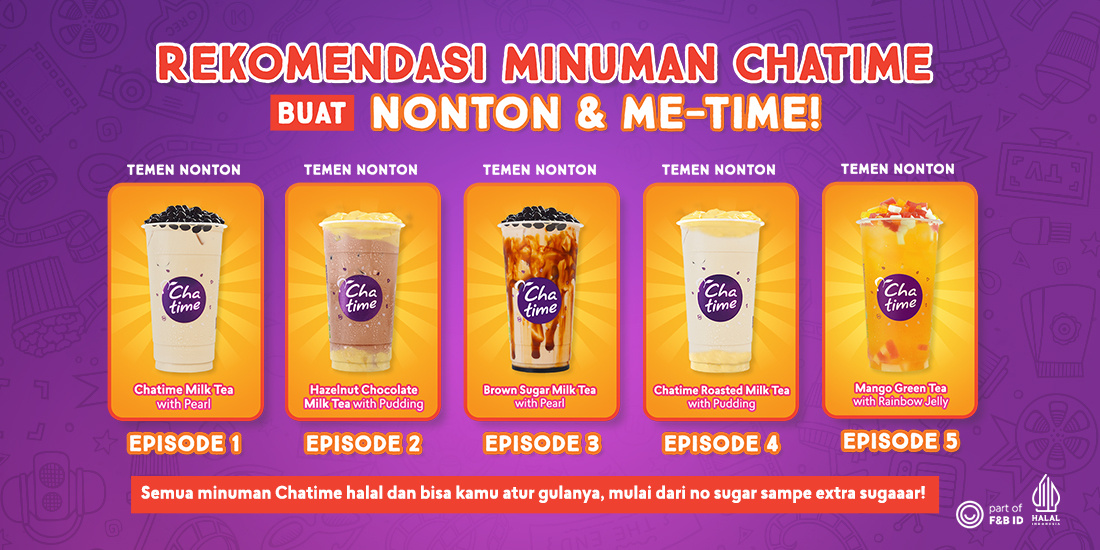 REKOMENDASI MINUMAN CHATIME
BUAT NONTON & ME-TIME!
TEMEN NONTON
Cha
time
Chatime Milk Tea
with Pearl
EPISODE 1
TEMEN NONTON
Cha
time
Hazelnut Chocolate
Milk Tea with Pudding
EPISODE 2
TEMEN NONTON
Cha
time
Brown Sugar Milk Tea
with Pearl
EPISODE 3
TEMEN NONTON
Cha
time
Chatime Roasted Milk Tea
with Pudding
EPISODE 4
TEMEN NONTON
Cha
time
Mango Green Tea
with Rainbow Jelly
EPISODE 5
Semua minuman Chatime halal dan bisa kamu atur gulanya, mulai dari no sugar sampe extra sugaaar!
part of
F&B ID
HALAL
INDONESIA
TV